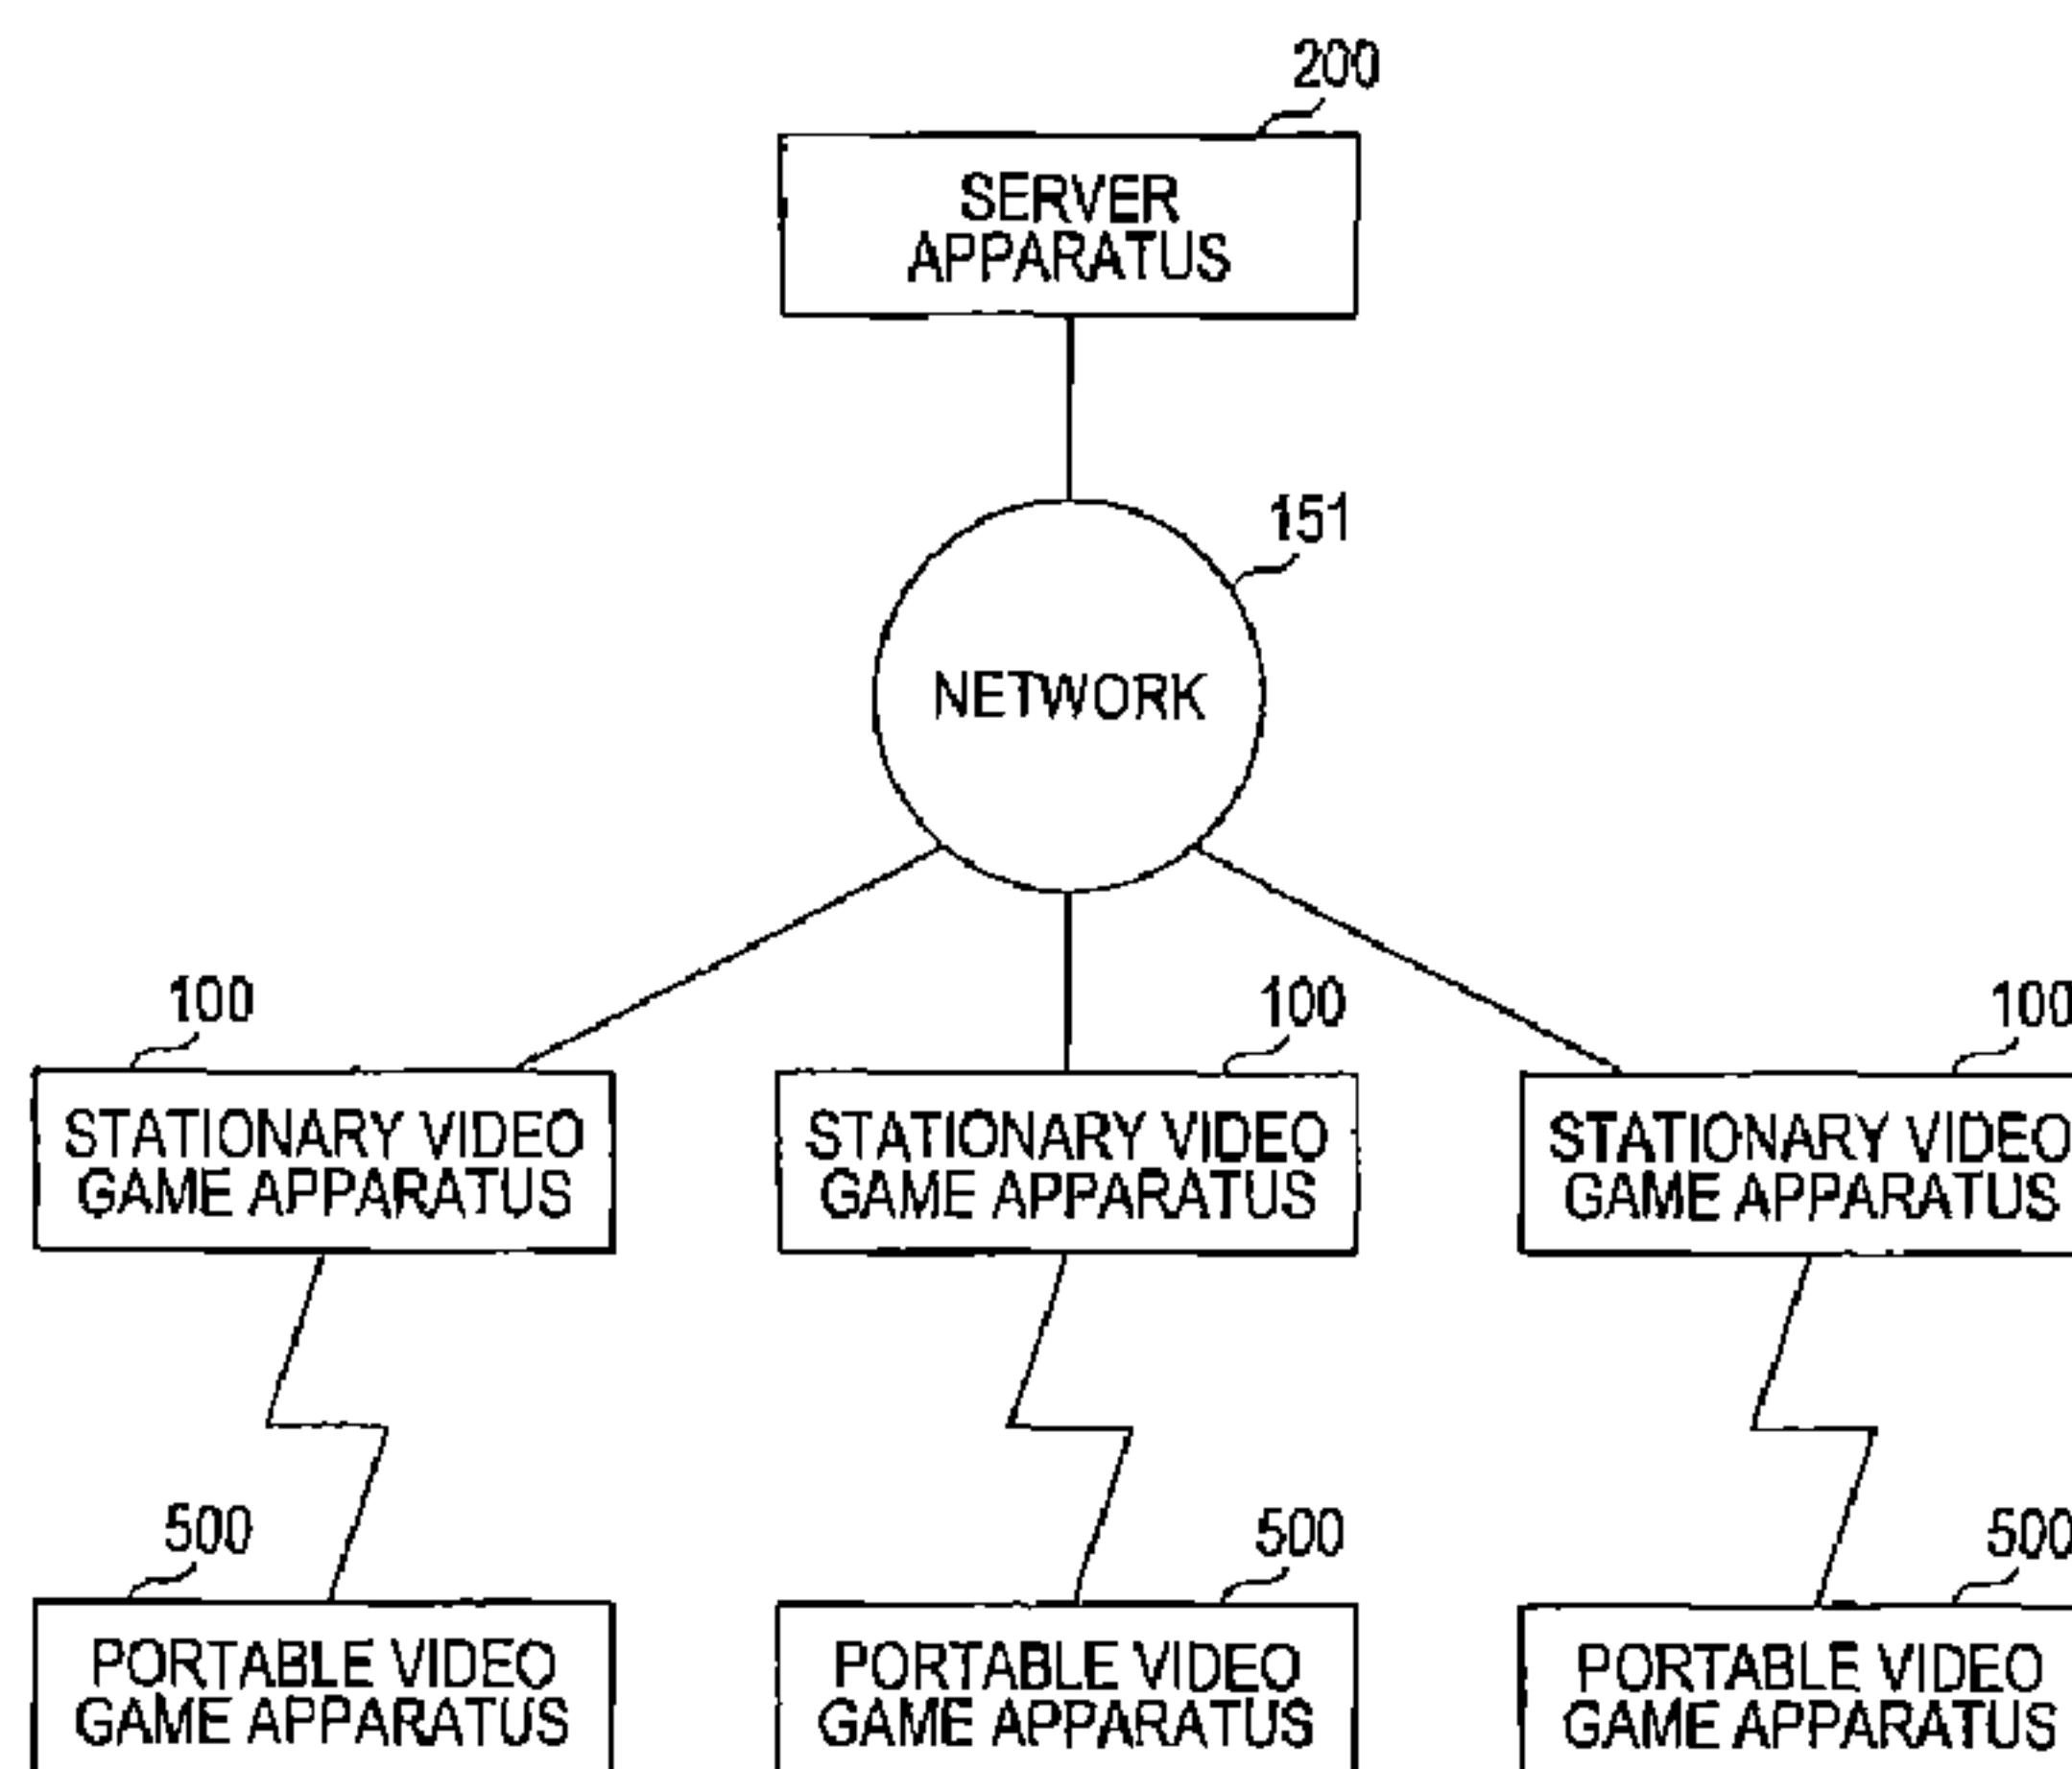 200
SERVER
APPARATUS
151
NETWORK
100
100
100
STATIONARY VIDEO
GAME APPARATUS
STATIONARY VIDEO
GAME APPARATUS
STATIONARY VIDEO
GAME APPARATUS
500
500
500
PORTABLE VIDEO
GAME APPARATUS
PORTABLE VIDEO
GAME APPARATUS
PORTABLE VIDEO
GAME APPARATUS